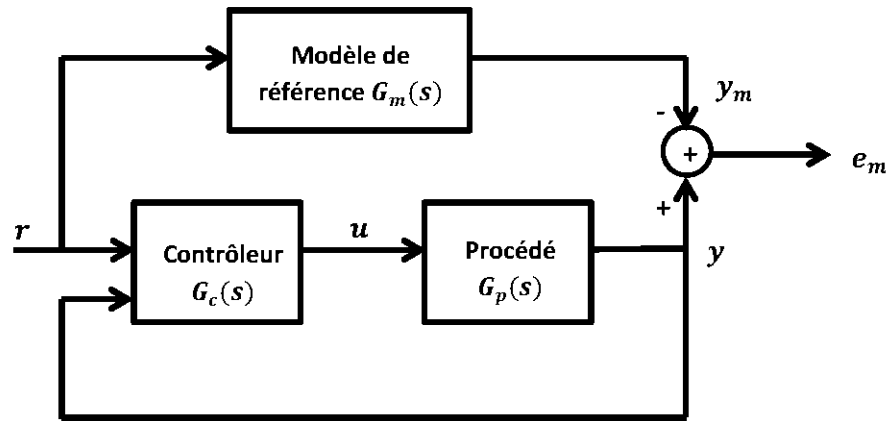 Modèle de
référence G_m(s)
y_m
-
+
e_m
+
r
u
y
Contrôleur
G_c(s)
Procédé
G_p(s)